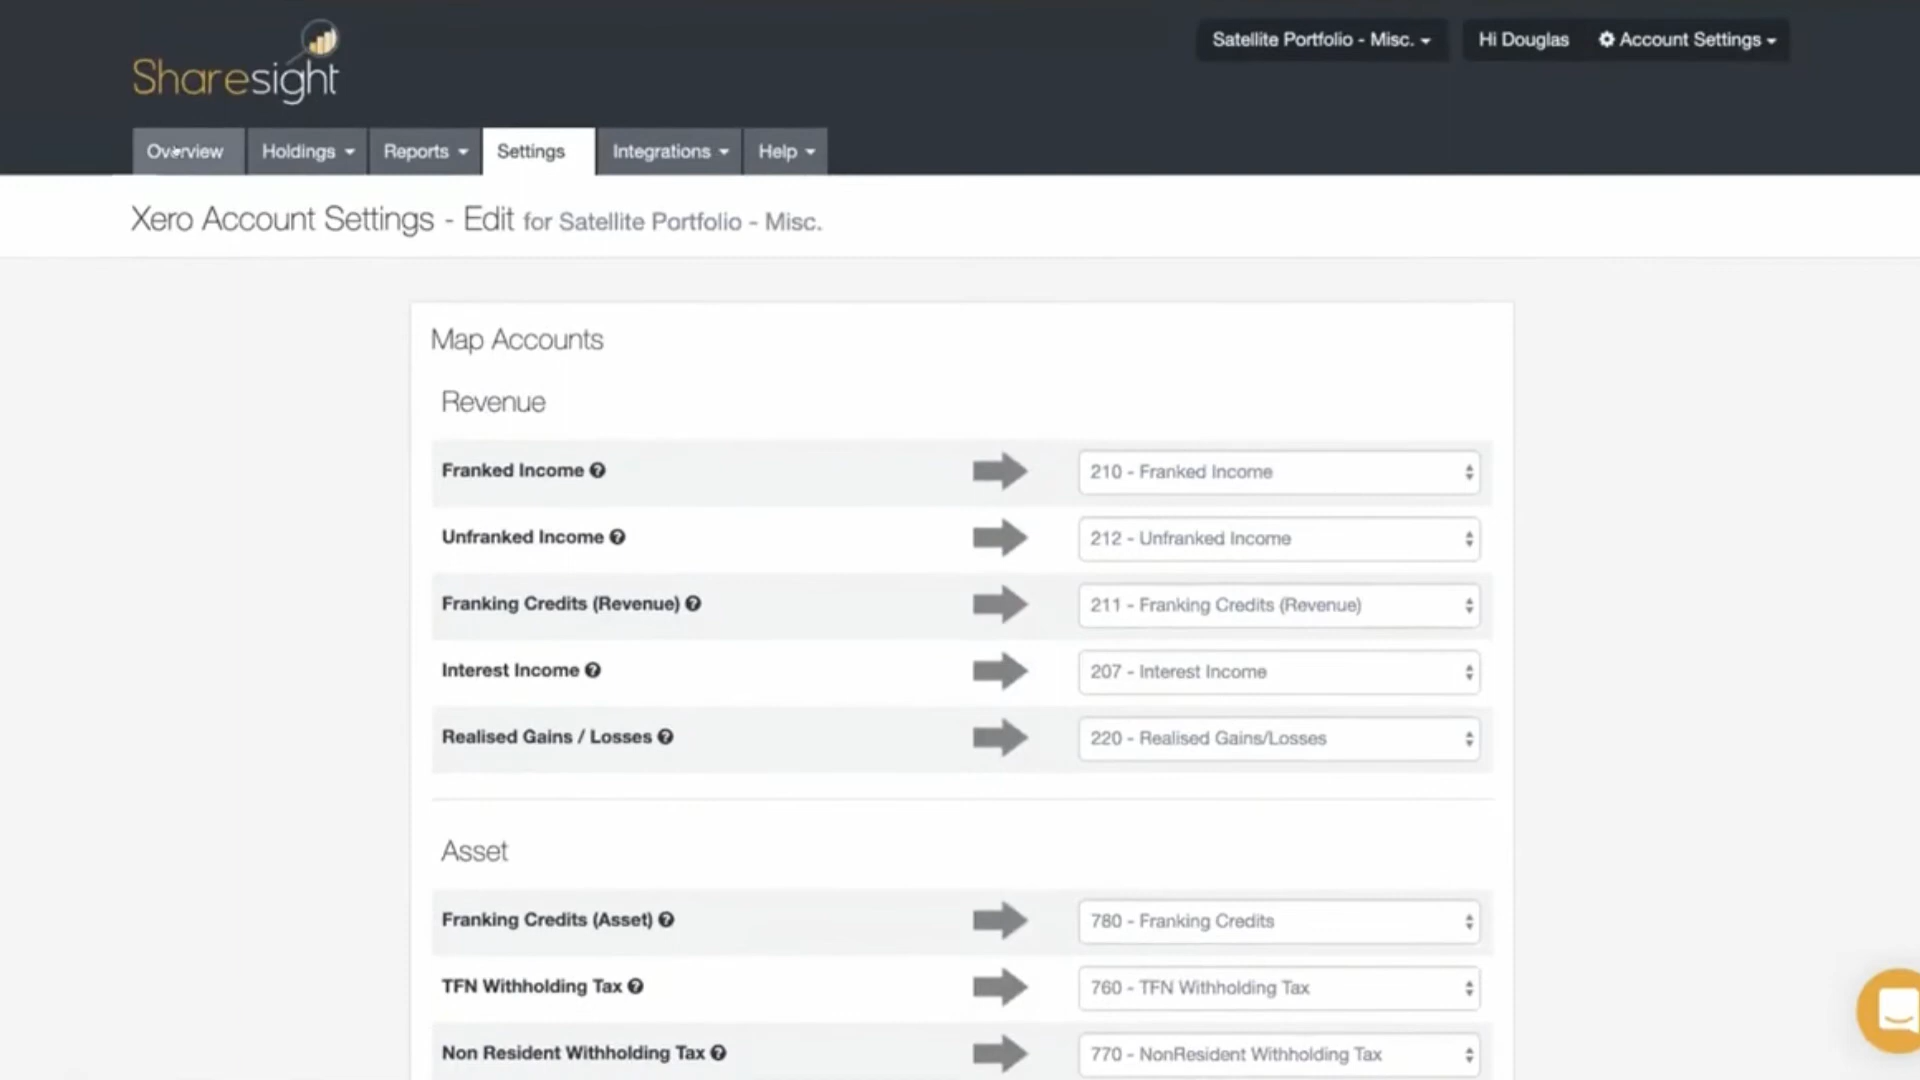 Satellite Portfolio - Misc. Hi Douglas Account Settings
Sharesight
Overview Holdings Reports Settings Integrations Help
Xero Account Settings - Edit for Satellite Portfolio - Misc.
Map Accounts
Revenue
Franked Income 210 - Franked Income
Unfranked Income 212 - Unfranked Income
Franking Credits (Revenue) 211 - Franking Credits (Revenue)
Interest Income 207 - Interest Income
Realised Gains / Losses 220 - Realised Gains/Losses
Asset
Franking Credits (Asset) 780 - Franking Credits
TFN Withholding Tax 760 - TFN Withholding Tax
Non Resident Withholding Tax 770 - NonResident Withholding Tax